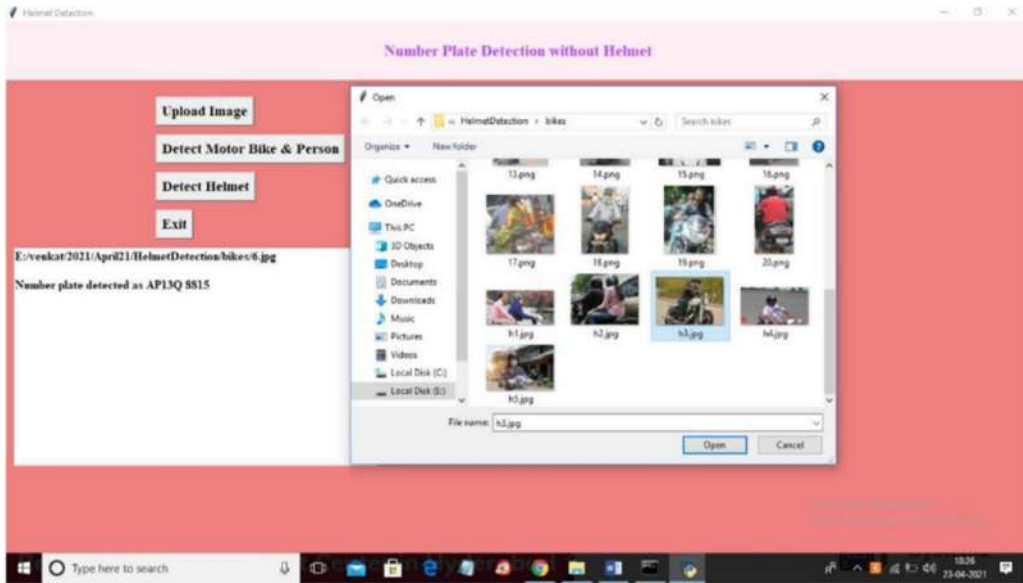 Helmet Detection
Number Plate Detection without Helmet
Upload Image
Detect Motor Bike & Person
Detect Helmet
Exit
E:/venkat/2021/April21/HelmetDetection/bikes/6.jpg
Number plate detected as AP13Q 8815
Open
« HelmetDetection › bikes
Search bikes
Organize
New folder
Quick access
OneDrive
This PC
3D Objects
Desktop
Documents
Downloads
Music
Pictures
Videos
Local Disk (C:)
Local Disk (E:)
13.png 14.png 15.png 16.png
17.png 18.png 19.png 20.png
h1.jpg h2.jpg h3.jpg h4.jpg
h5.jpg
File name: h3.jpg
Open Cancel
Type here to search
18:26
23-04-2021